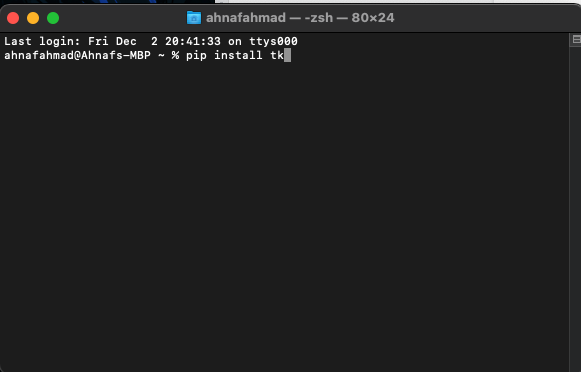 ahnafahmad — -zsh — 80×24
Last login: Fri Dec  2 20:41:33 on ttys000
ahnafahmad@Ahnafs-MBP ~ % pip install tk